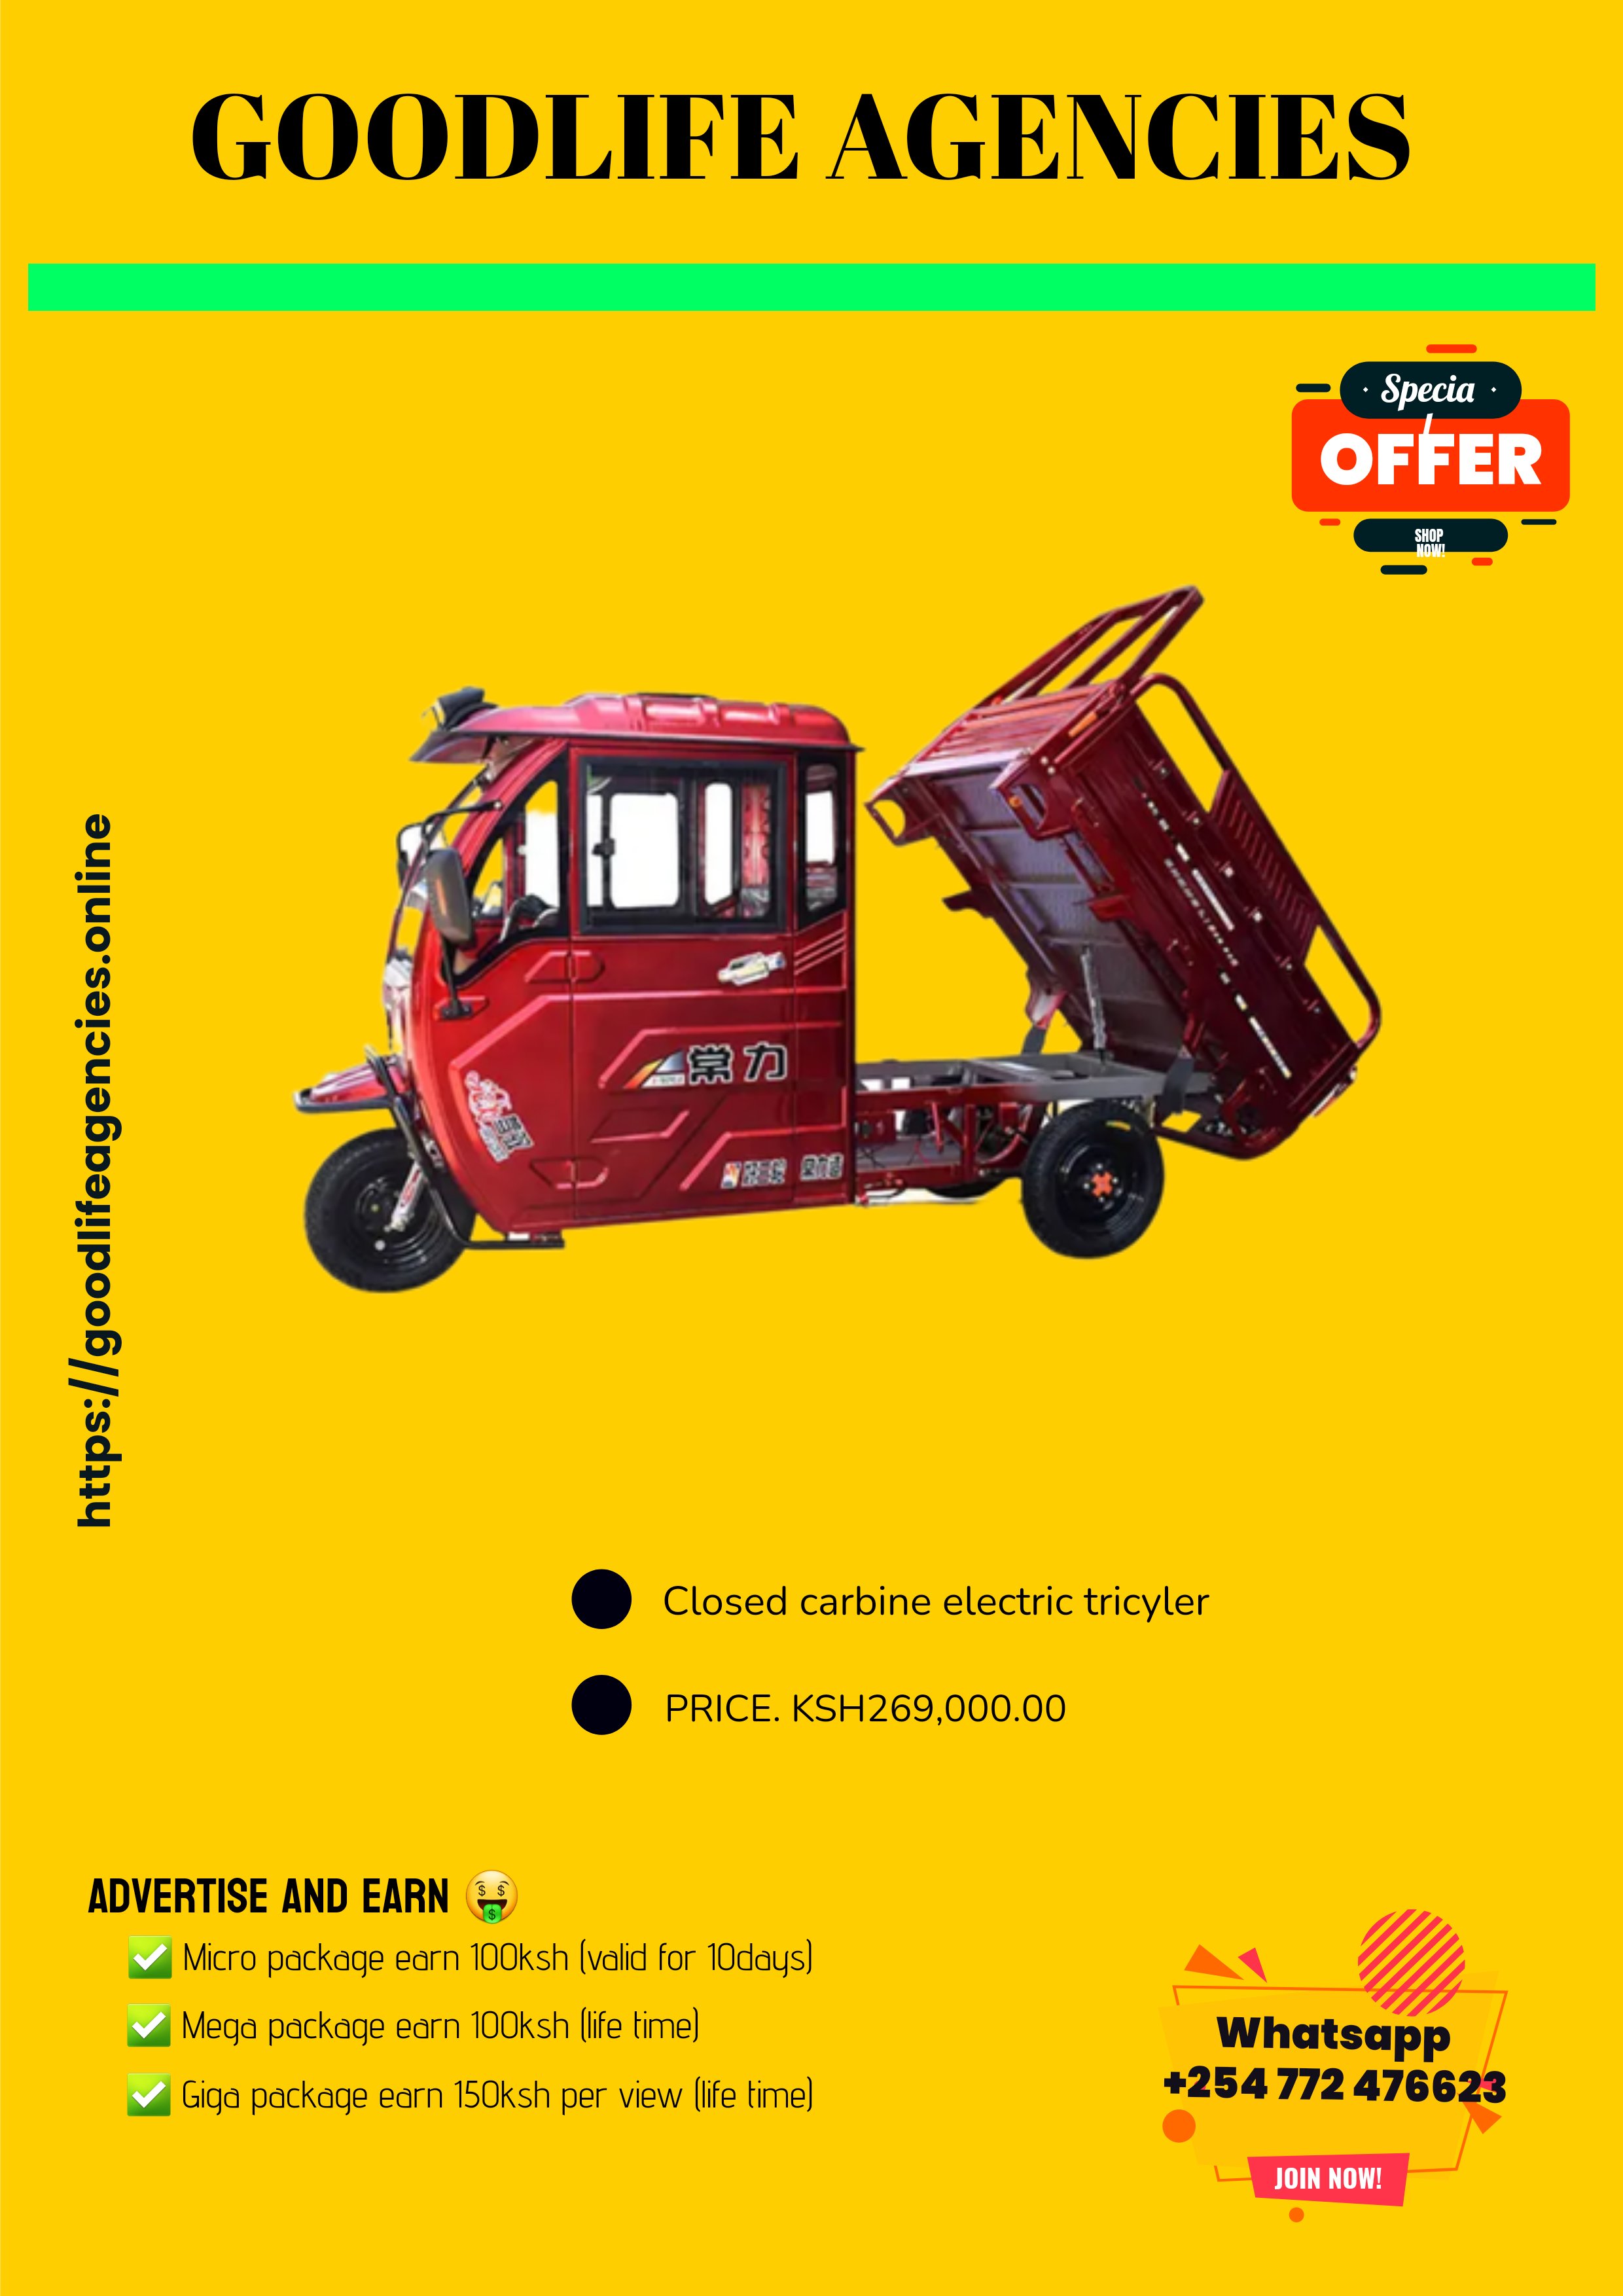 GOODLIFE AGENCIES
Specia
l
OFFER
SHOP
NOW!
https://goodlifeagencies.online
常力
Closed carbine electric tricyler
PRICE. KSH269,000.00
ADVERTISE AND EARN 🤑
✅ Micro package earn 100ksh (valid for 10days)
✅ Mega package earn 100ksh (life time)
✅ Giga package earn 150ksh per view (life time)
Whatsapp
+254 772 476623
JOIN NOW!